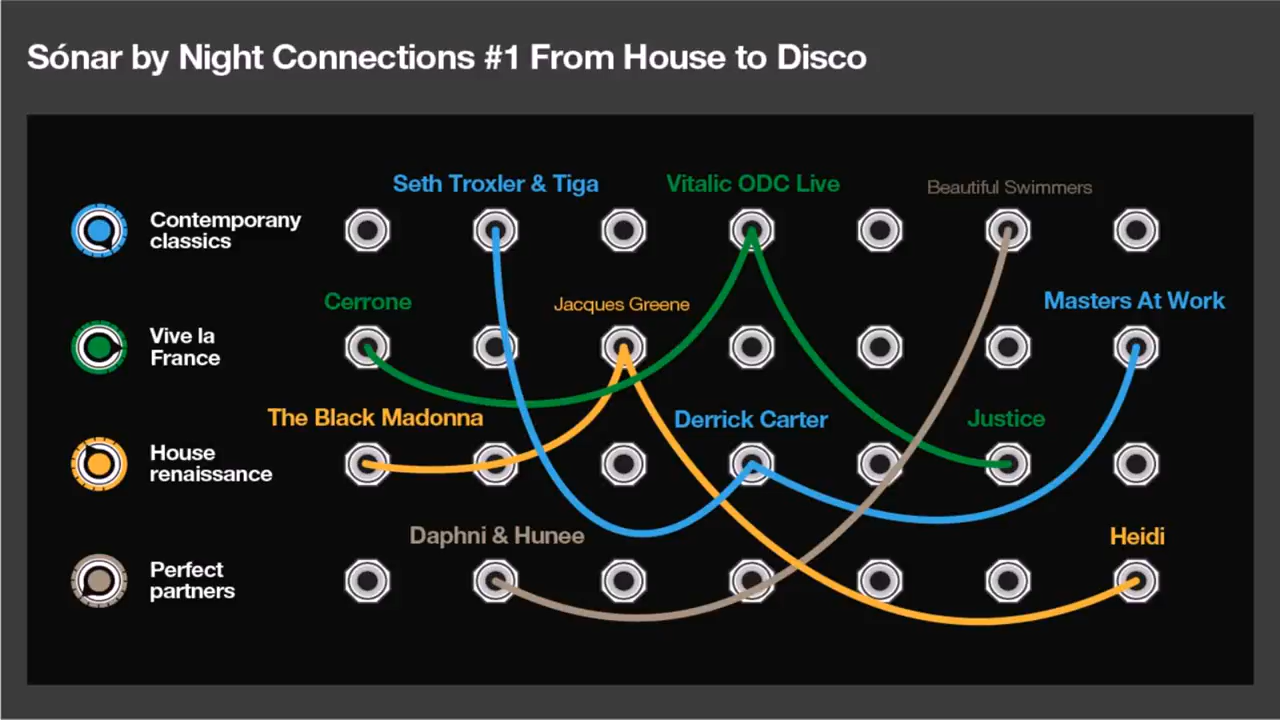 Sónar by Night Connections #1 From House to Disco
Seth Troxler & Tiga
Vitalic ODC Live
Beautiful Swimmers
Contemporany
classics
Cerrone
Jacques Greene
Masters At Work
Vive la
France
The Black Madonna
Derrick Carter
Justice
House
renaissance
Daphni & Hunee
Heidi
Perfect
partners